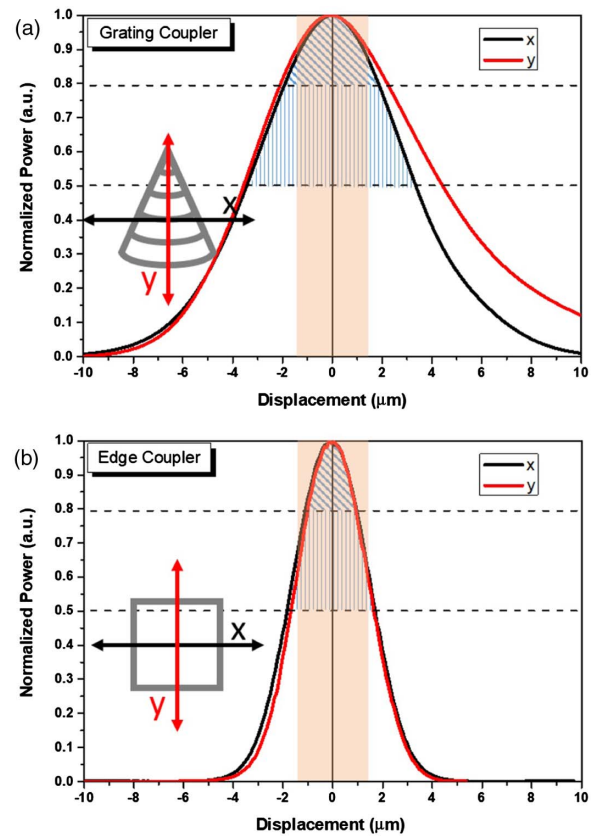 (a)
Grating Coupler
x
y
Normalized Power (a.u.)
1.0
0.9
0.8
0.7
0.6
0.5
0.4
0.3
0.2
0.1
0.0
x
y
-10 -8 -6 -4 -2 0 2 4 6 8 10
Displacement (μm)
(b)
Edge Coupler
x
y
Normalized Power (a.u.)
1.0
0.9
0.8
0.7
0.6
0.5
0.4
0.3
0.2
0.1
0.0
x
y
-10 -8 -6 -4 -2 0 2 4 6 8 10
Displacement (μm)